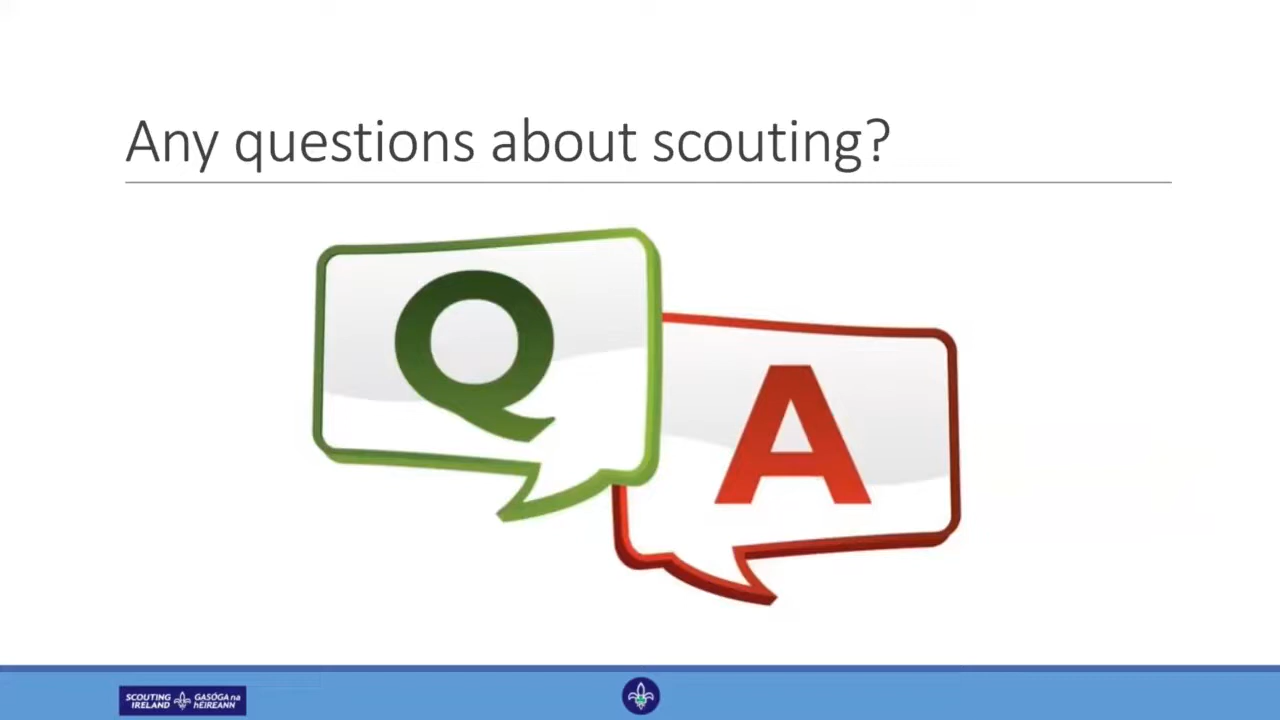 Any questions about scouting?
Q
A
SCOUTING
IRELAND
GASÓGA na
hÉIREANN